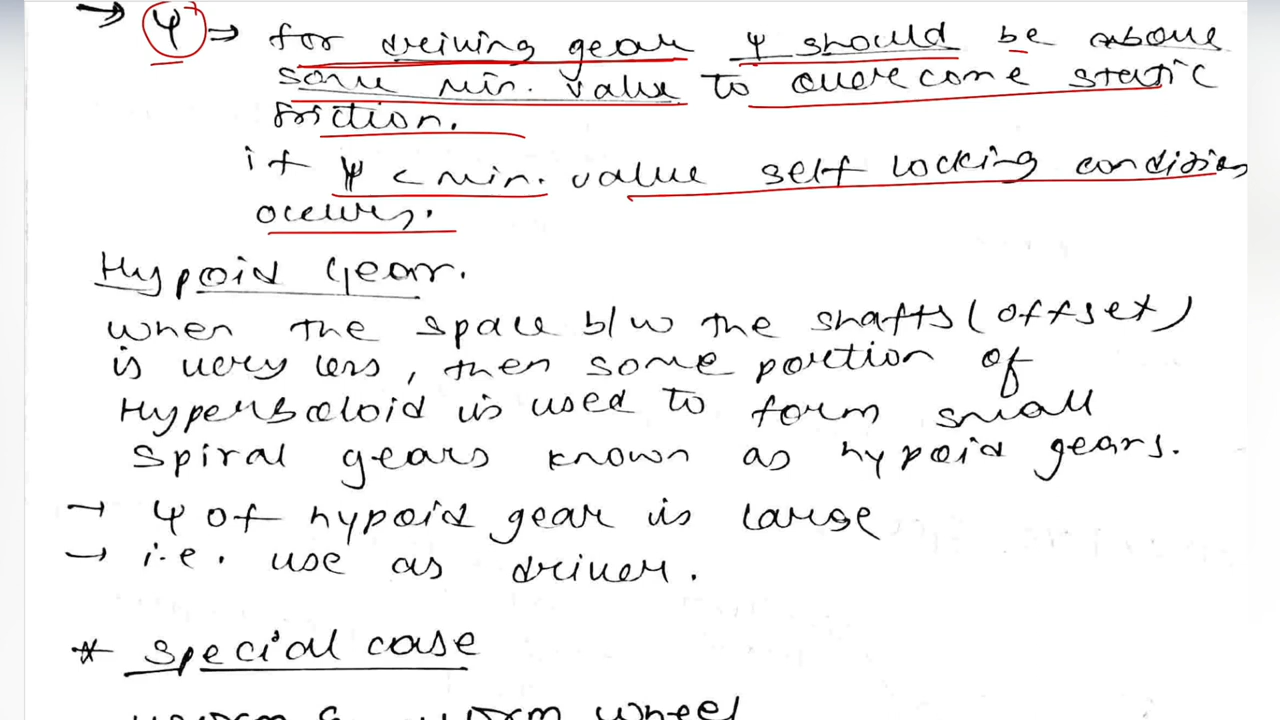 → ψ⁺ ⇒ for driving gear ψ should be above
some min. value to overcome static
friction.
if ψ < min. value self locking condition
occurs.
Hypoid Gear.
when the space b/w the shafts (offset)
is very less, then some portion of
Hyperboloid is used to form small
spiral gears known as hypoid gears.
→ ψ of hypoid gear is large
→ i.e. use as driver.
* special case
worm & worm wheel